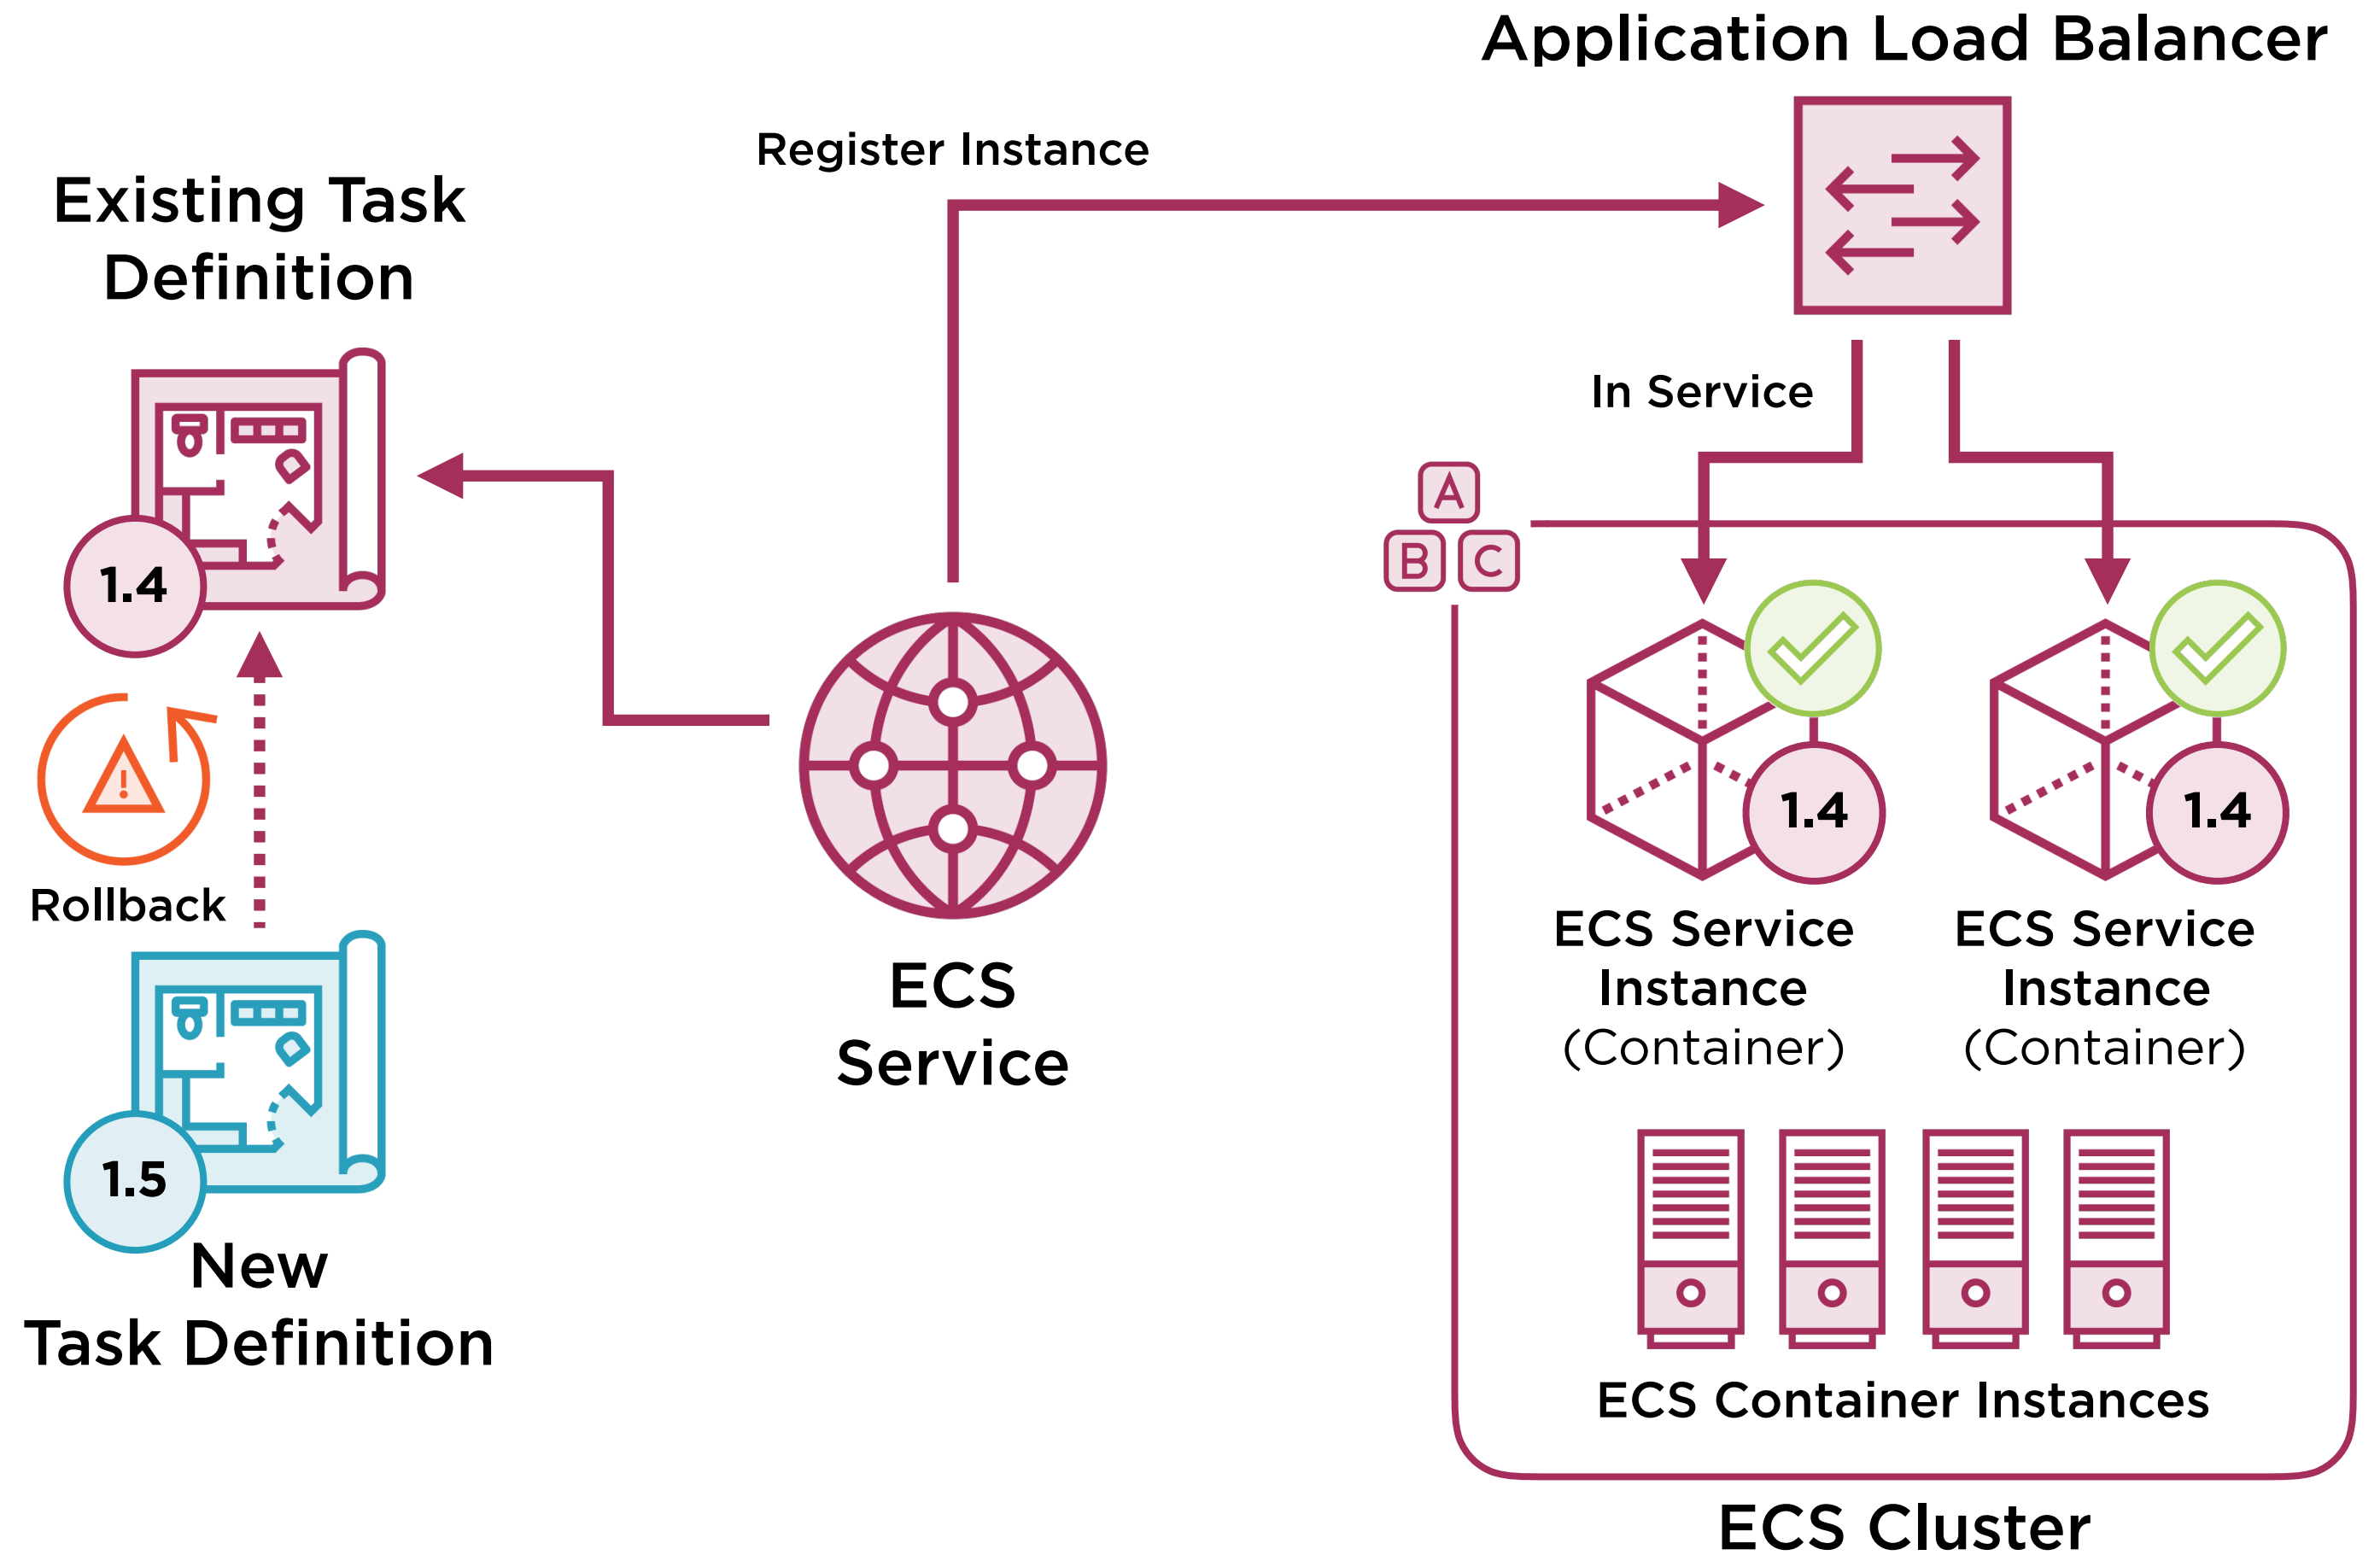 Application Load Balancer
Register Instance
Existing Task
Definition
In Service
A
B
C
1.4
Rollback
1.4
1.4
ECS
Service
ECS Service
Instance
(Container)
ECS Service
Instance
(Container)
1.5
New
Task Definition
ECS Container Instances
ECS Cluster